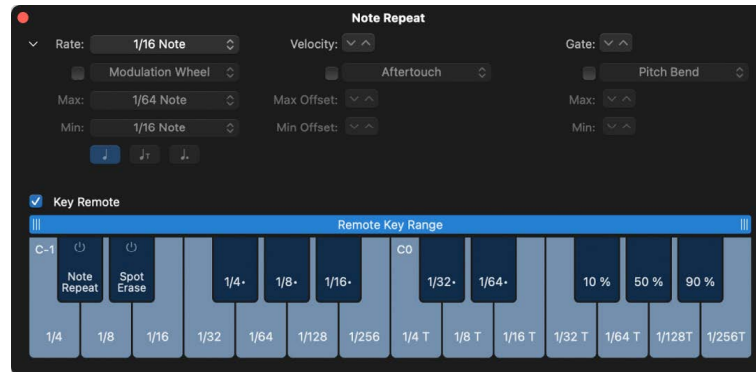 Note Repeat
Rate: 1/16 Note Velocity: Gate:
Modulation Wheel Aftertouch Pitch Bend
Max: 1/64 Note Max Offset: Max:
Min: 1/16 Note Min Offset: Min:
Key Remote
Remote Key Range
C-1 C0
Note Repeat Spot Erase 1/4• 1/8• 1/16• 1/32• 1/64• 10 % 50 % 90 %
1/4 1/8 1/16 1/32 1/64 1/128 1/256 1/4 T 1/8 T 1/16 T 1/32 T 1/64 T 1/128T 1/256T